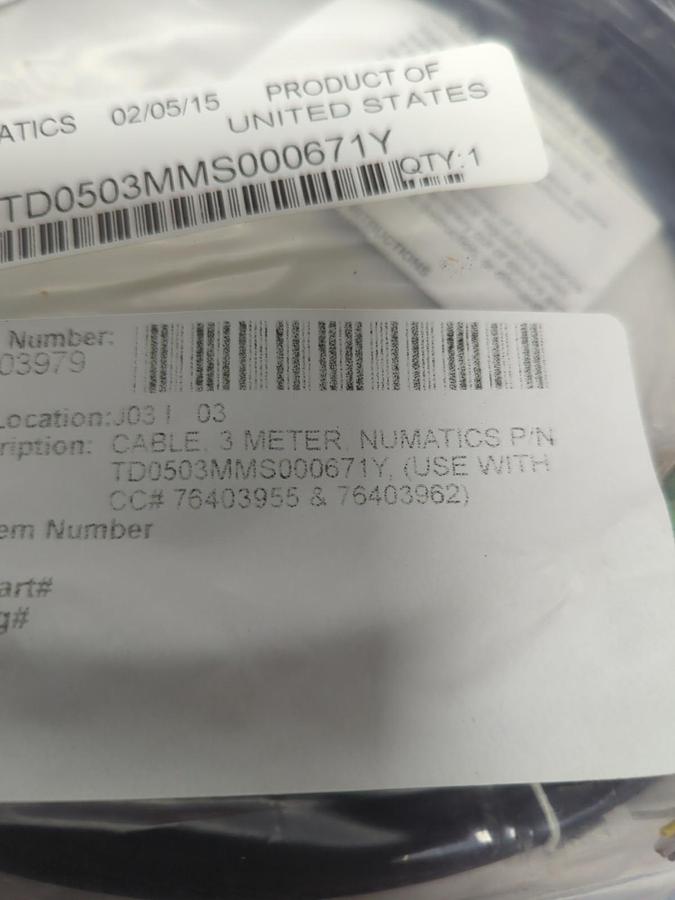 ATICS 02/05/15 PRODUCT OF
UNITED STATES
TD0503MMS000671Y
QTY:1
RUCTIONS
Number:
03979
Location: J03 | 03
ription: CABLE, 3 METER, NUMATICS P/N
TD0503MMS000671Y, (USE WITH
CC# 76403955 & 76403962)
em Number
art#
g#